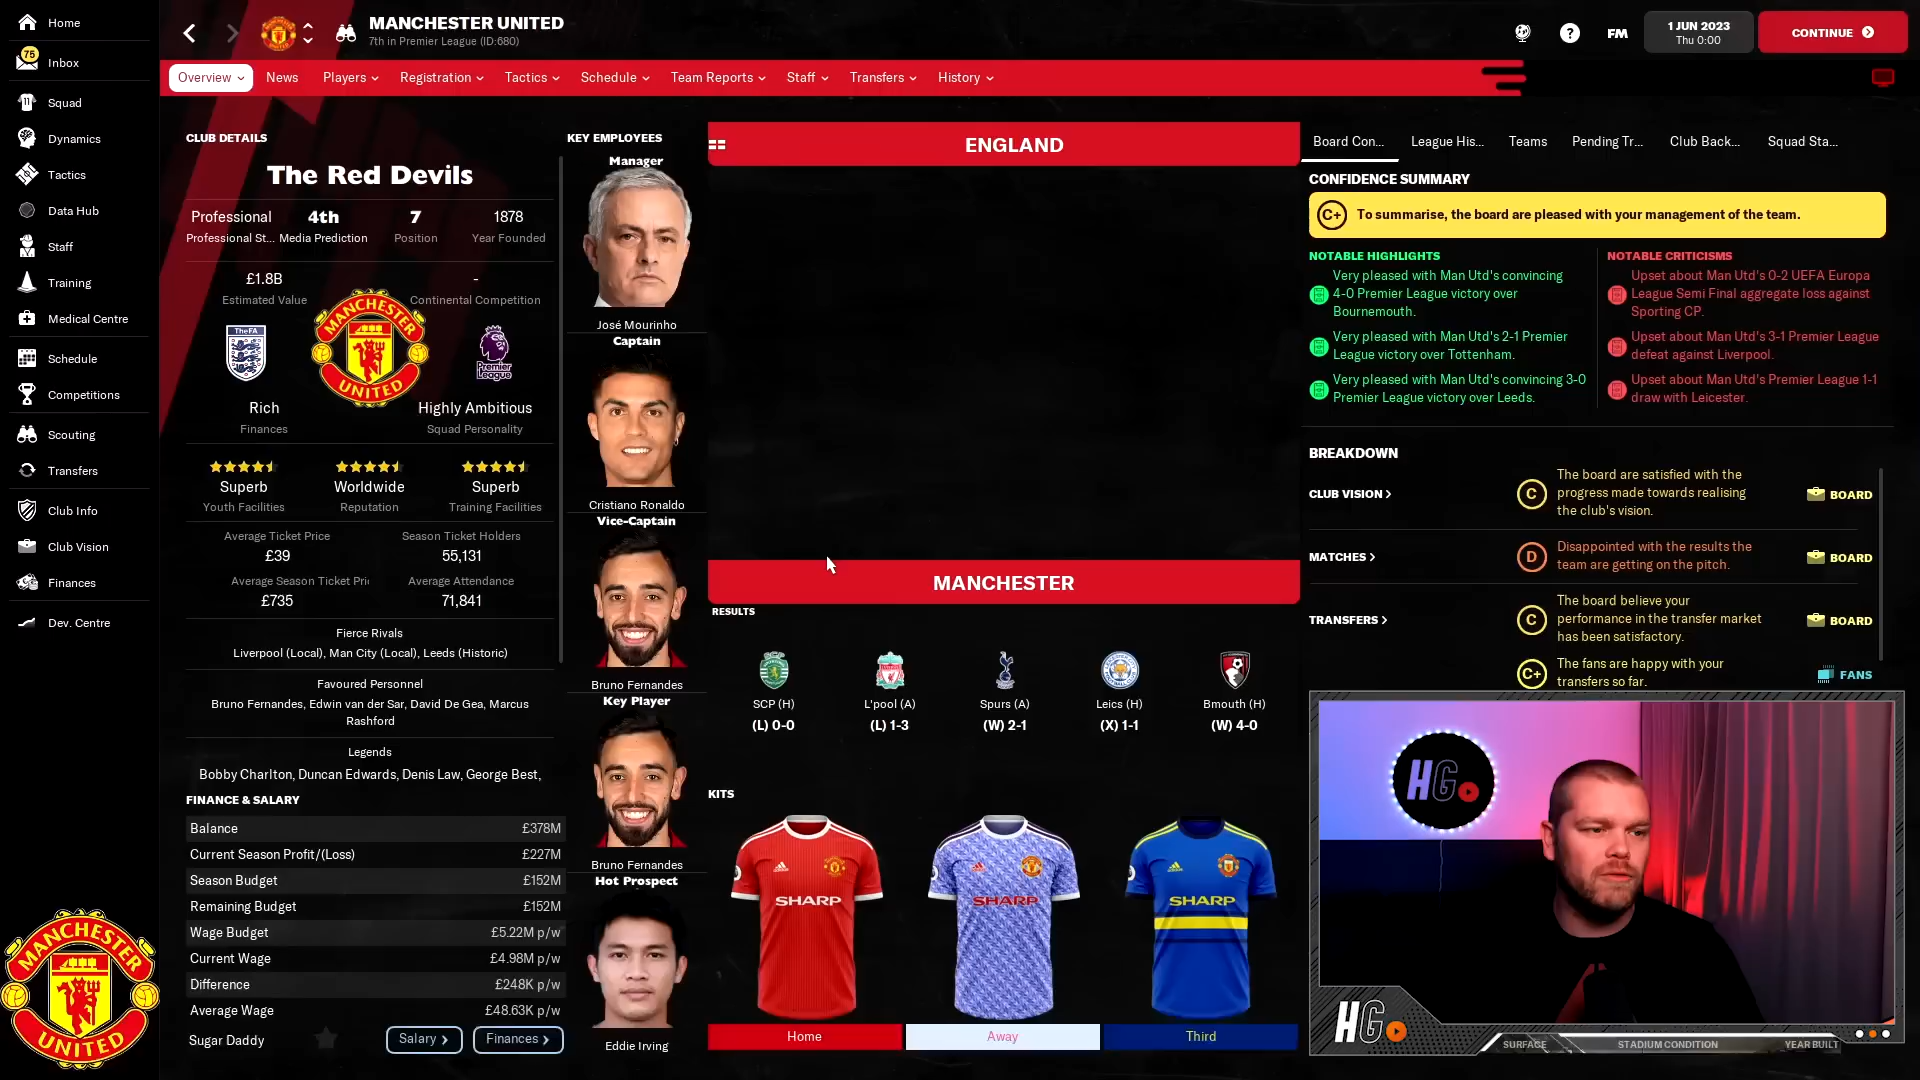 Home
75
Inbox
Squad
Dynamics
Tactics
Data Hub
Staff
Training
Medical Centre
Schedule
Competitions
Scouting
Transfers
Club Info
Club Vision
Finances
Dev. Centre
MANCHESTER UNITED
7th in Premier League (ID:680)
FM
1 JUN 2023
Thu 0:00
CONTINUE
Overview
News
Players
Registration
Tactics
Schedule
Team Reports
Staff
Transfers
History
CLUB DETAILS
The Red Devils
Professional 4th 7 1878
Professional St... Media Prediction Position Year Founded
£1.8B -
Estimated Value Continental Competition
The FA
MANCHESTER
UNITED
Premier
League
Rich Highly Ambitious
Finances Squad Personality
Superb Worldwide Superb
Youth Facilities Reputation Training Facilities
Average Ticket Price Season Ticket Holders
£39 55,131
Average Season Ticket Pric Average Attendance
£735 71,841
Fierce Rivals
Liverpool (Local), Man City (Local), Leeds (Historic)
Favoured Personnel
Bruno Fernandes, Edwin van der Sar, David De Gea, Marcus
Rashford
Legends
Bobby Charlton, Duncan Edwards, Denis Law, George Best,
FINANCE & SALARY
Balance £378M
Current Season Profit/(Loss) £227M
Season Budget £152M
Remaining Budget £152M
Wage Budget £5.22M p/w
Current Wage £4.98M p/w
Difference £248K p/w
Average Wage £48.63K p/w
Sugar Daddy
Salary
Finances
MANCHESTER
UNITED
KEY EMPLOYEES
Manager
José Mourinho
Captain
Cristiano Ronaldo
Vice-Captain
Bruno Fernandes
Key Player
Bruno Fernandes
Hot Prospect
Eddie Irving
ENGLAND
MANCHESTER
RESULTS
SCP (H) L'pool (A) Spurs (A) Leics (H) Bmouth (H)
(L) 0-0 (L) 1-3 (W) 2-1 (X) 1-1 (W) 4-0
KITS
SHARP
SHARP
SHARP
Home
Away
Third
Board Con...
League His...
Teams
Pending Tr...
Club Back...
Squad Sta...
CONFIDENCE SUMMARY
C+ To summarise, the board are pleased with your management of the team.
NOTABLE HIGHLIGHTS
Very pleased with Man Utd's convincing
4-0 Premier League victory over
Bournemouth.
Very pleased with Man Utd's 2-1 Premier
League victory over Tottenham.
Very pleased with Man Utd's convincing 3-0
Premier League victory over Leeds.
NOTABLE CRITICISMS
Upset about Man Utd's 0-2 UEFA Europa
League Semi Final aggregate loss against
Sporting CP.
Upset about Man Utd's 3-1 Premier League
defeat against Liverpool.
Upset about Man Utd's Premier League 1-1
draw with Leicester.
BREAKDOWN
CLUB VISION
C
The board are satisfied with the
progress made towards realising
the club's vision.
BOARD
MATCHES
D
Disappointed with the results the
team are getting on the pitch.
BOARD
TRANSFERS
C
The board believe your
performance in the transfer market
has been satisfactory.
BOARD
C+
The fans are happy with your
transfers so far.
FANS
HG
HG
SURFACE STADIUM CONDITION YEAR BUILT